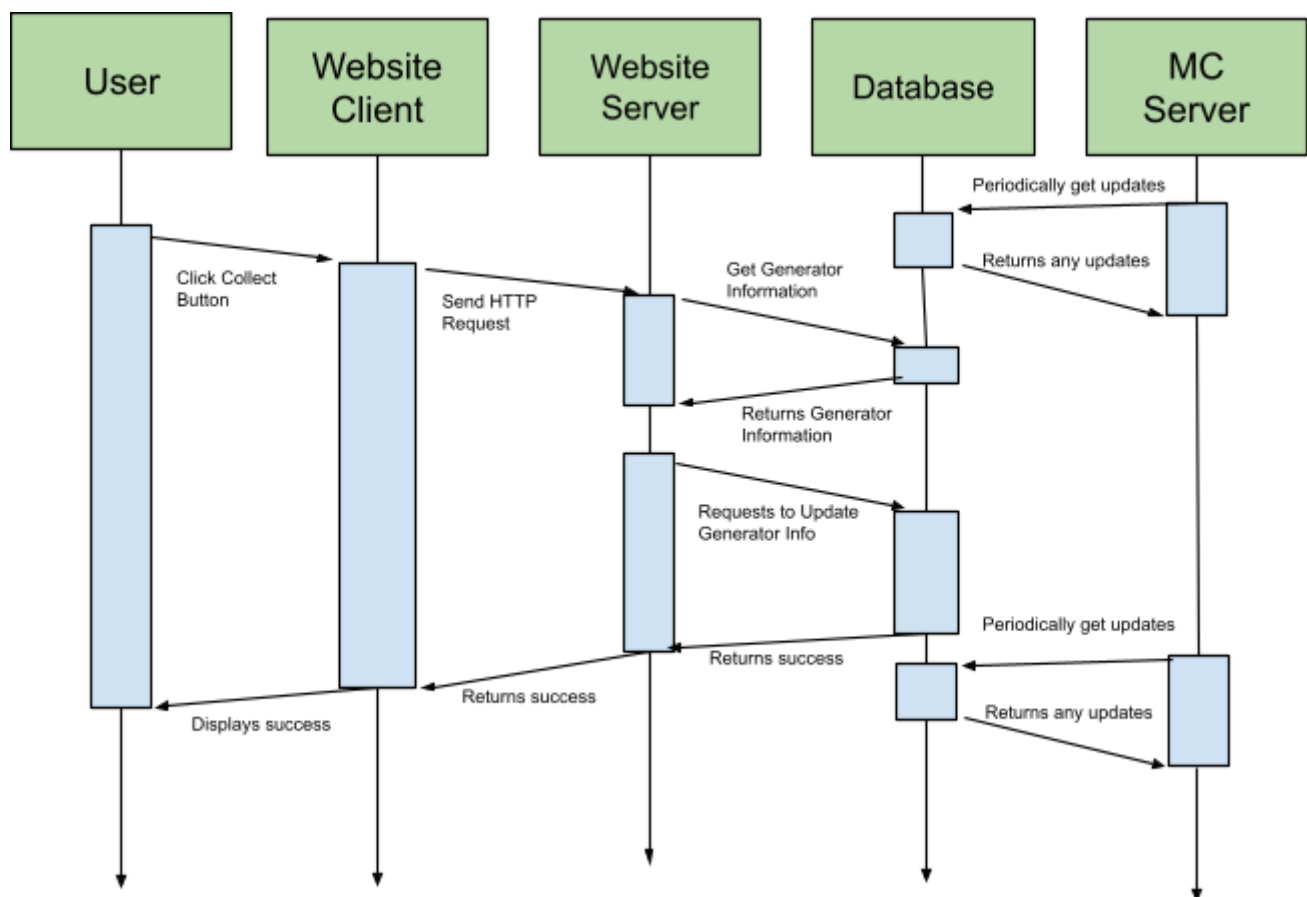 User
Website
Client
Website
Server
Database
MC
Server
Periodically get updates
Click Collect
Button
Send HTTP
Request
Get Generator
Information
Returns any updates
Returns Generator
Information
Requests to Update
Generator Info
Periodically get updates
Returns success
Returns success
Displays success
Returns any updates